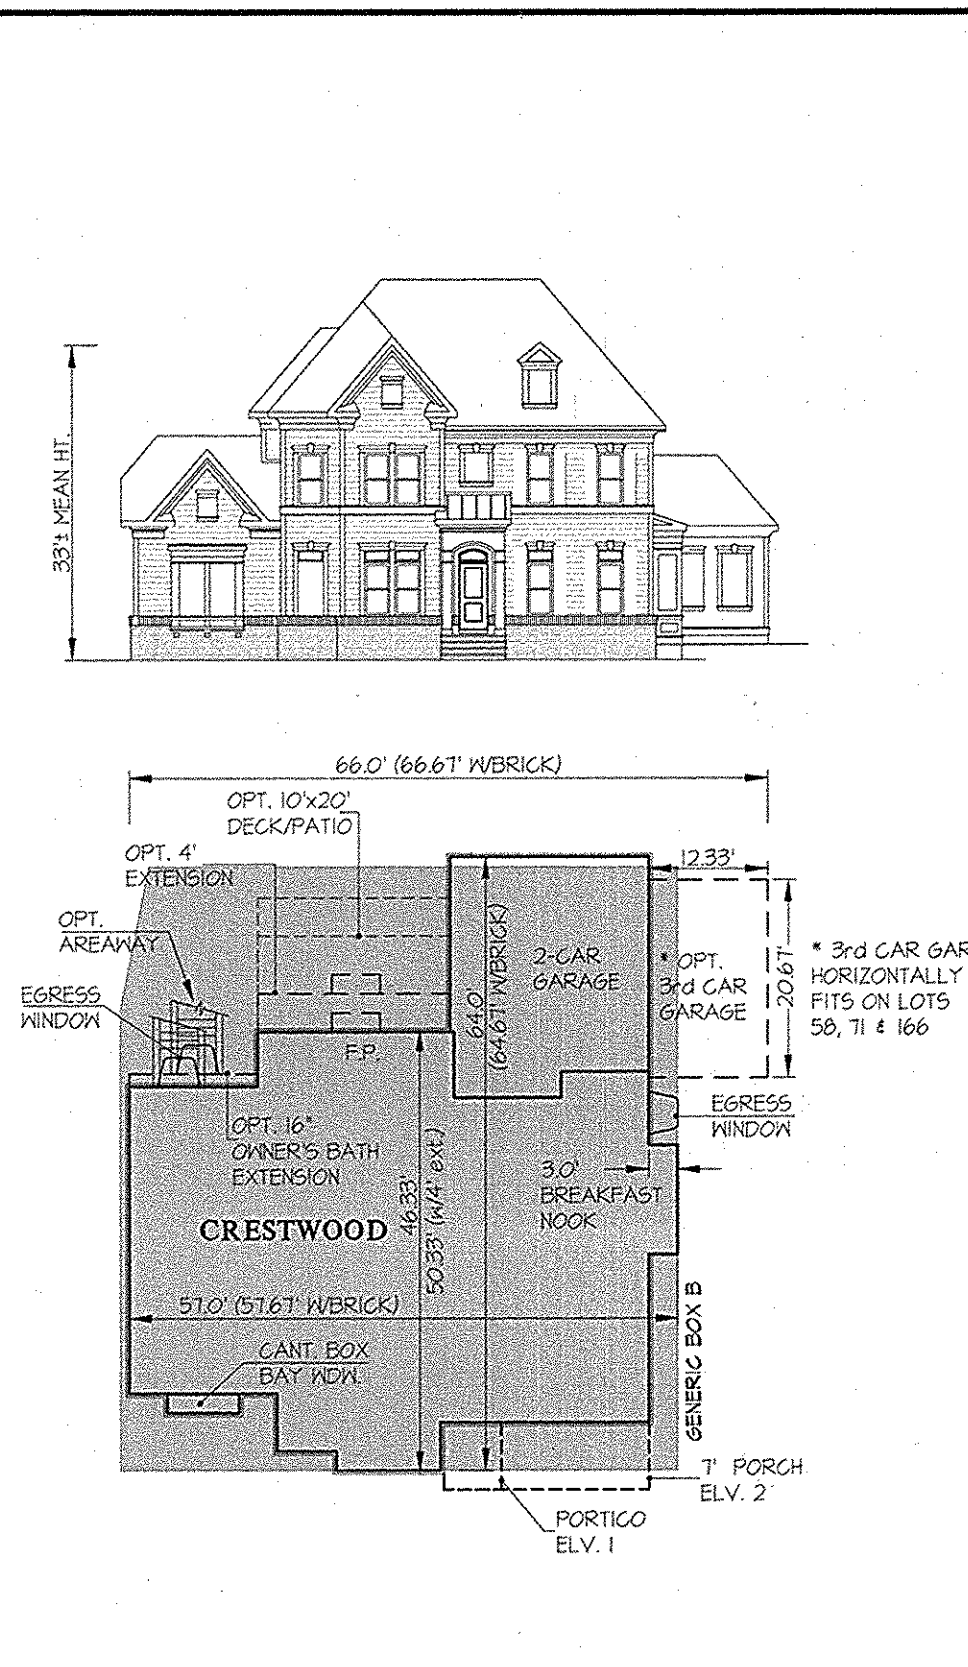 33'± MEAN HT.
66.0' (66.67' W/BRICK)
OPT. 10'x20'
DECK/PATIO
OPT. 4'
EXTENSION
12.33'
OPT.
AREAWAY
EGRESS
WINDOW
2-CAR
GARAGE
64.0'
(64.67' W/BRICK)
* OPT.
3rd CAR
GARAGE
20.67'
* 3rd CAR GAR
HORIZONTALLY
FITS ON LOTS
58, 71 & 166
F.P.
EGRESS
WINDOW
OPT. 16"
OWNER'S BATH
EXTENSION
46.33'
50.33' (W/4' ext.)
3.0'
BREAKFAST
NOOK
CRESTWOOD
57.0' (57.67' W/BRICK)
CANT. BOX
BAY WDW.
GENERIC BOX B
7' PORCH
ELV. 2
PORTICO
ELV. 1